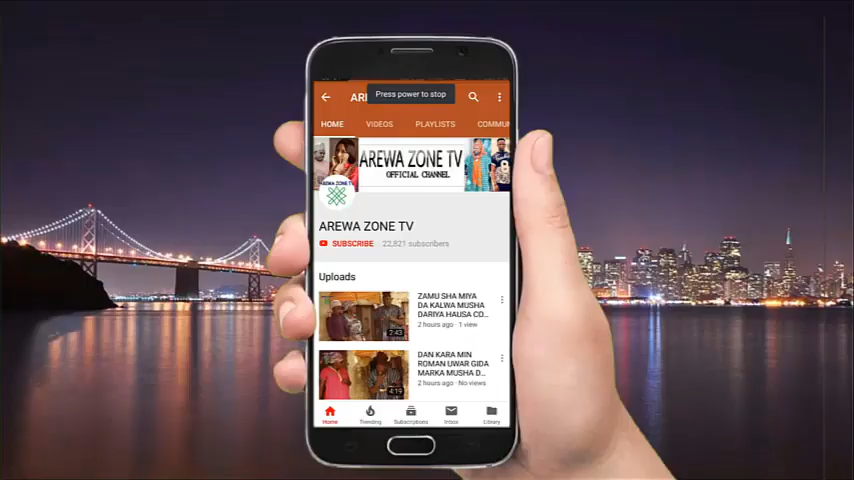 ARE
Press power to stop
HOME VIDEOS PLAYLISTS COMMUN
AREWA ZONE TV
OFFICIAL CHANNEL
AREWA ZONE TV
AREWA ZONE TV
SUBSCRIBE 22,821 subscribers
Uploads
ZAMU SHA MIYA
DA KALWA MUSHA
DARIYA HAUSA CO...
2 hours ago · 1 view
2:43
DAN KARA MIN
ROMAN UWAR GIDA
MARKA MUSHA D...
2 hours ago · No views
4:19
Home Trending Subscriptions Inbox Library